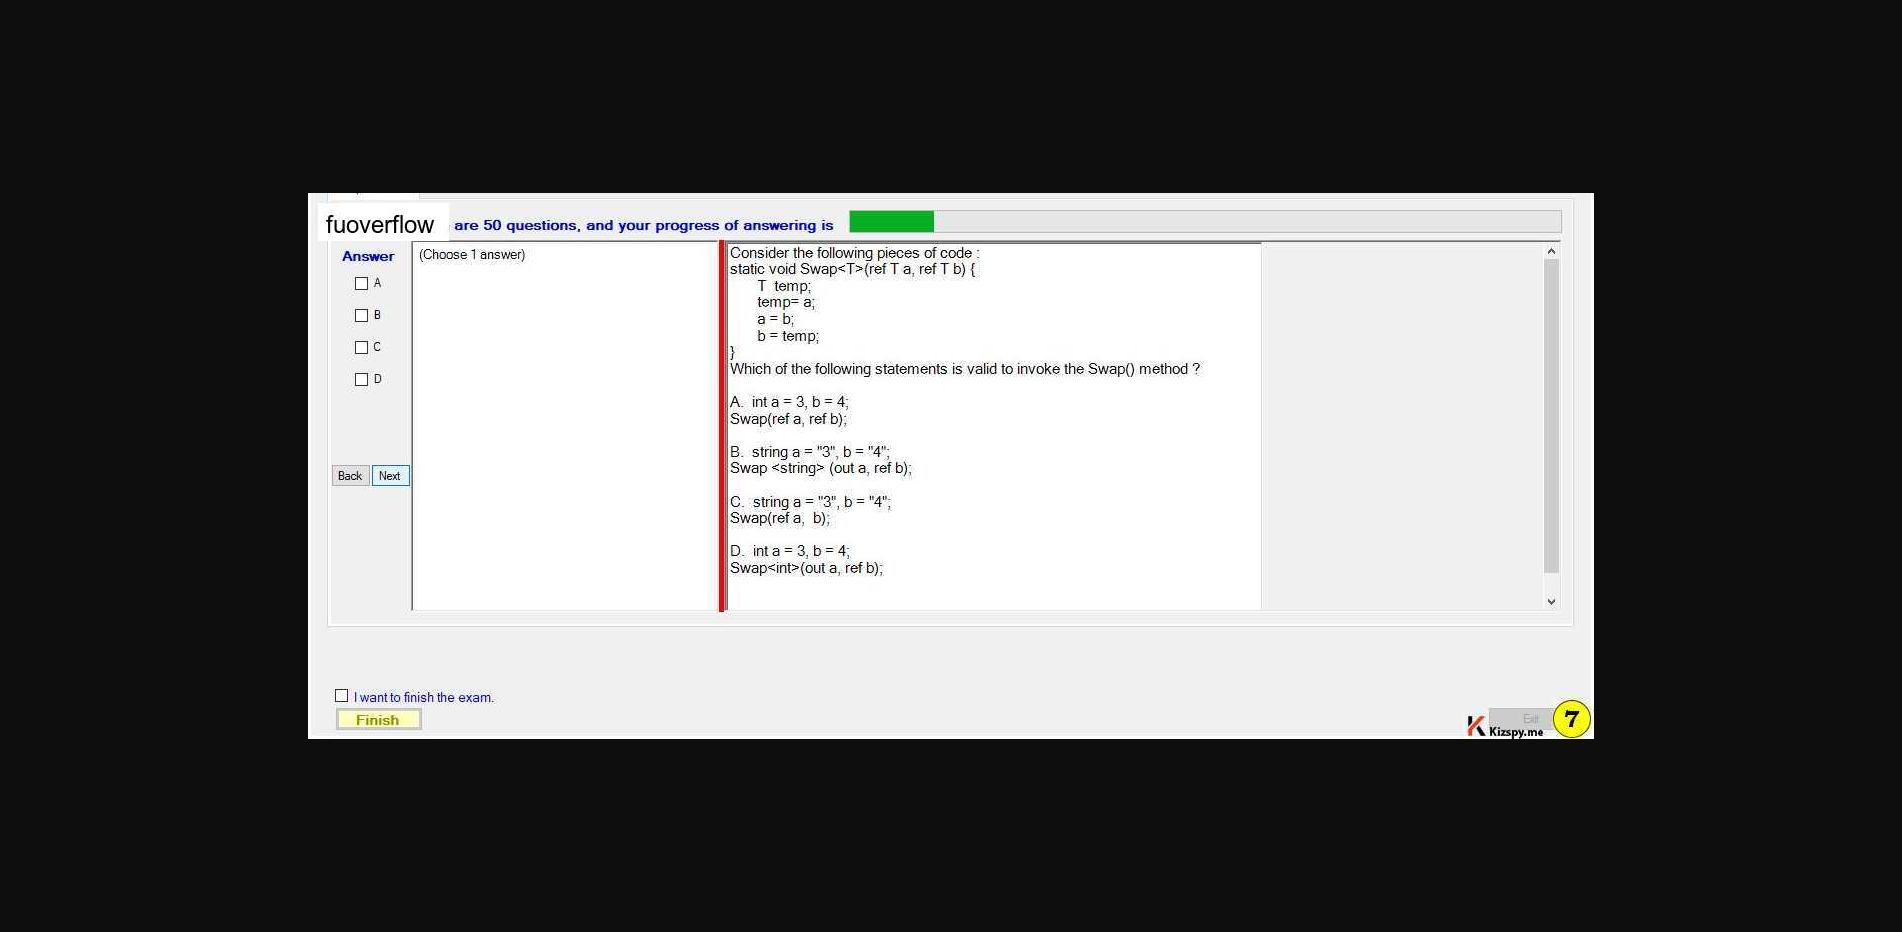 fuoverflow are 50 questions, and your progress of answering is
Answer
A
B
C
D
Back Next
(Choose 1 answer)
Consider the following pieces of code :
static void Swap<T>(ref T a, ref T b) {
T temp;
temp= a;
a = b;
b = temp;
}
Which of the following statements is valid to invoke the Swap() method ?
A. int a = 3, b = 4;
Swap(ref a, ref b);
B. string a = "3", b = "4";
Swap <string> (out a, ref b);
C. string a = "3", b = "4";
Swap(ref a, b);
D. int a = 3, b = 4;
Swap<int>(out a, ref b);
I want to finish the exam.
Finish
Exit
Kizspy.me
7